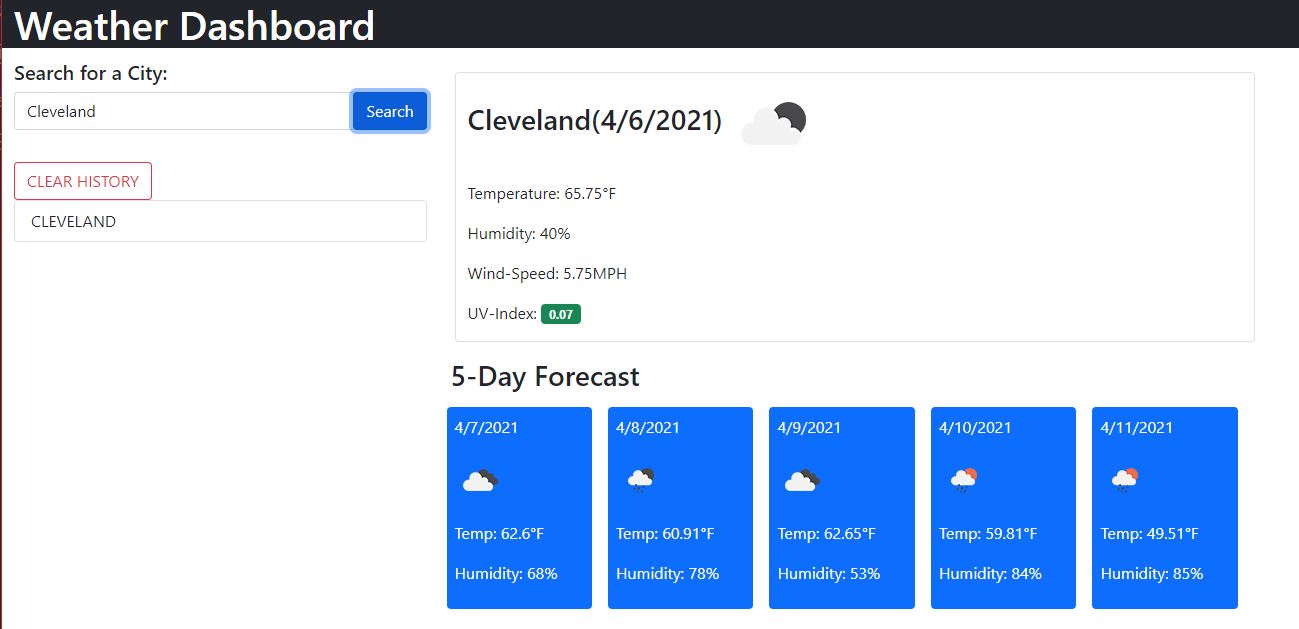 Weather Dashboard
Search for a City:
Cleveland
Search
CLEAR HISTORY
CLEVELAND
Cleveland(4/6/2021)
Temperature: 65.75°F
Humidity: 40%
Wind-Speed: 5.75MPH
UV-Index: 0.07
5-Day Forecast
4/7/2021
Temp: 62.6°F
Humidity: 68%
4/8/2021
Temp: 60.91°F
Humidity: 78%
4/9/2021
Temp: 62.65°F
Humidity: 53%
4/10/2021
Temp: 59.81°F
Humidity: 84%
4/11/2021
Temp: 49.51°F
Humidity: 85%